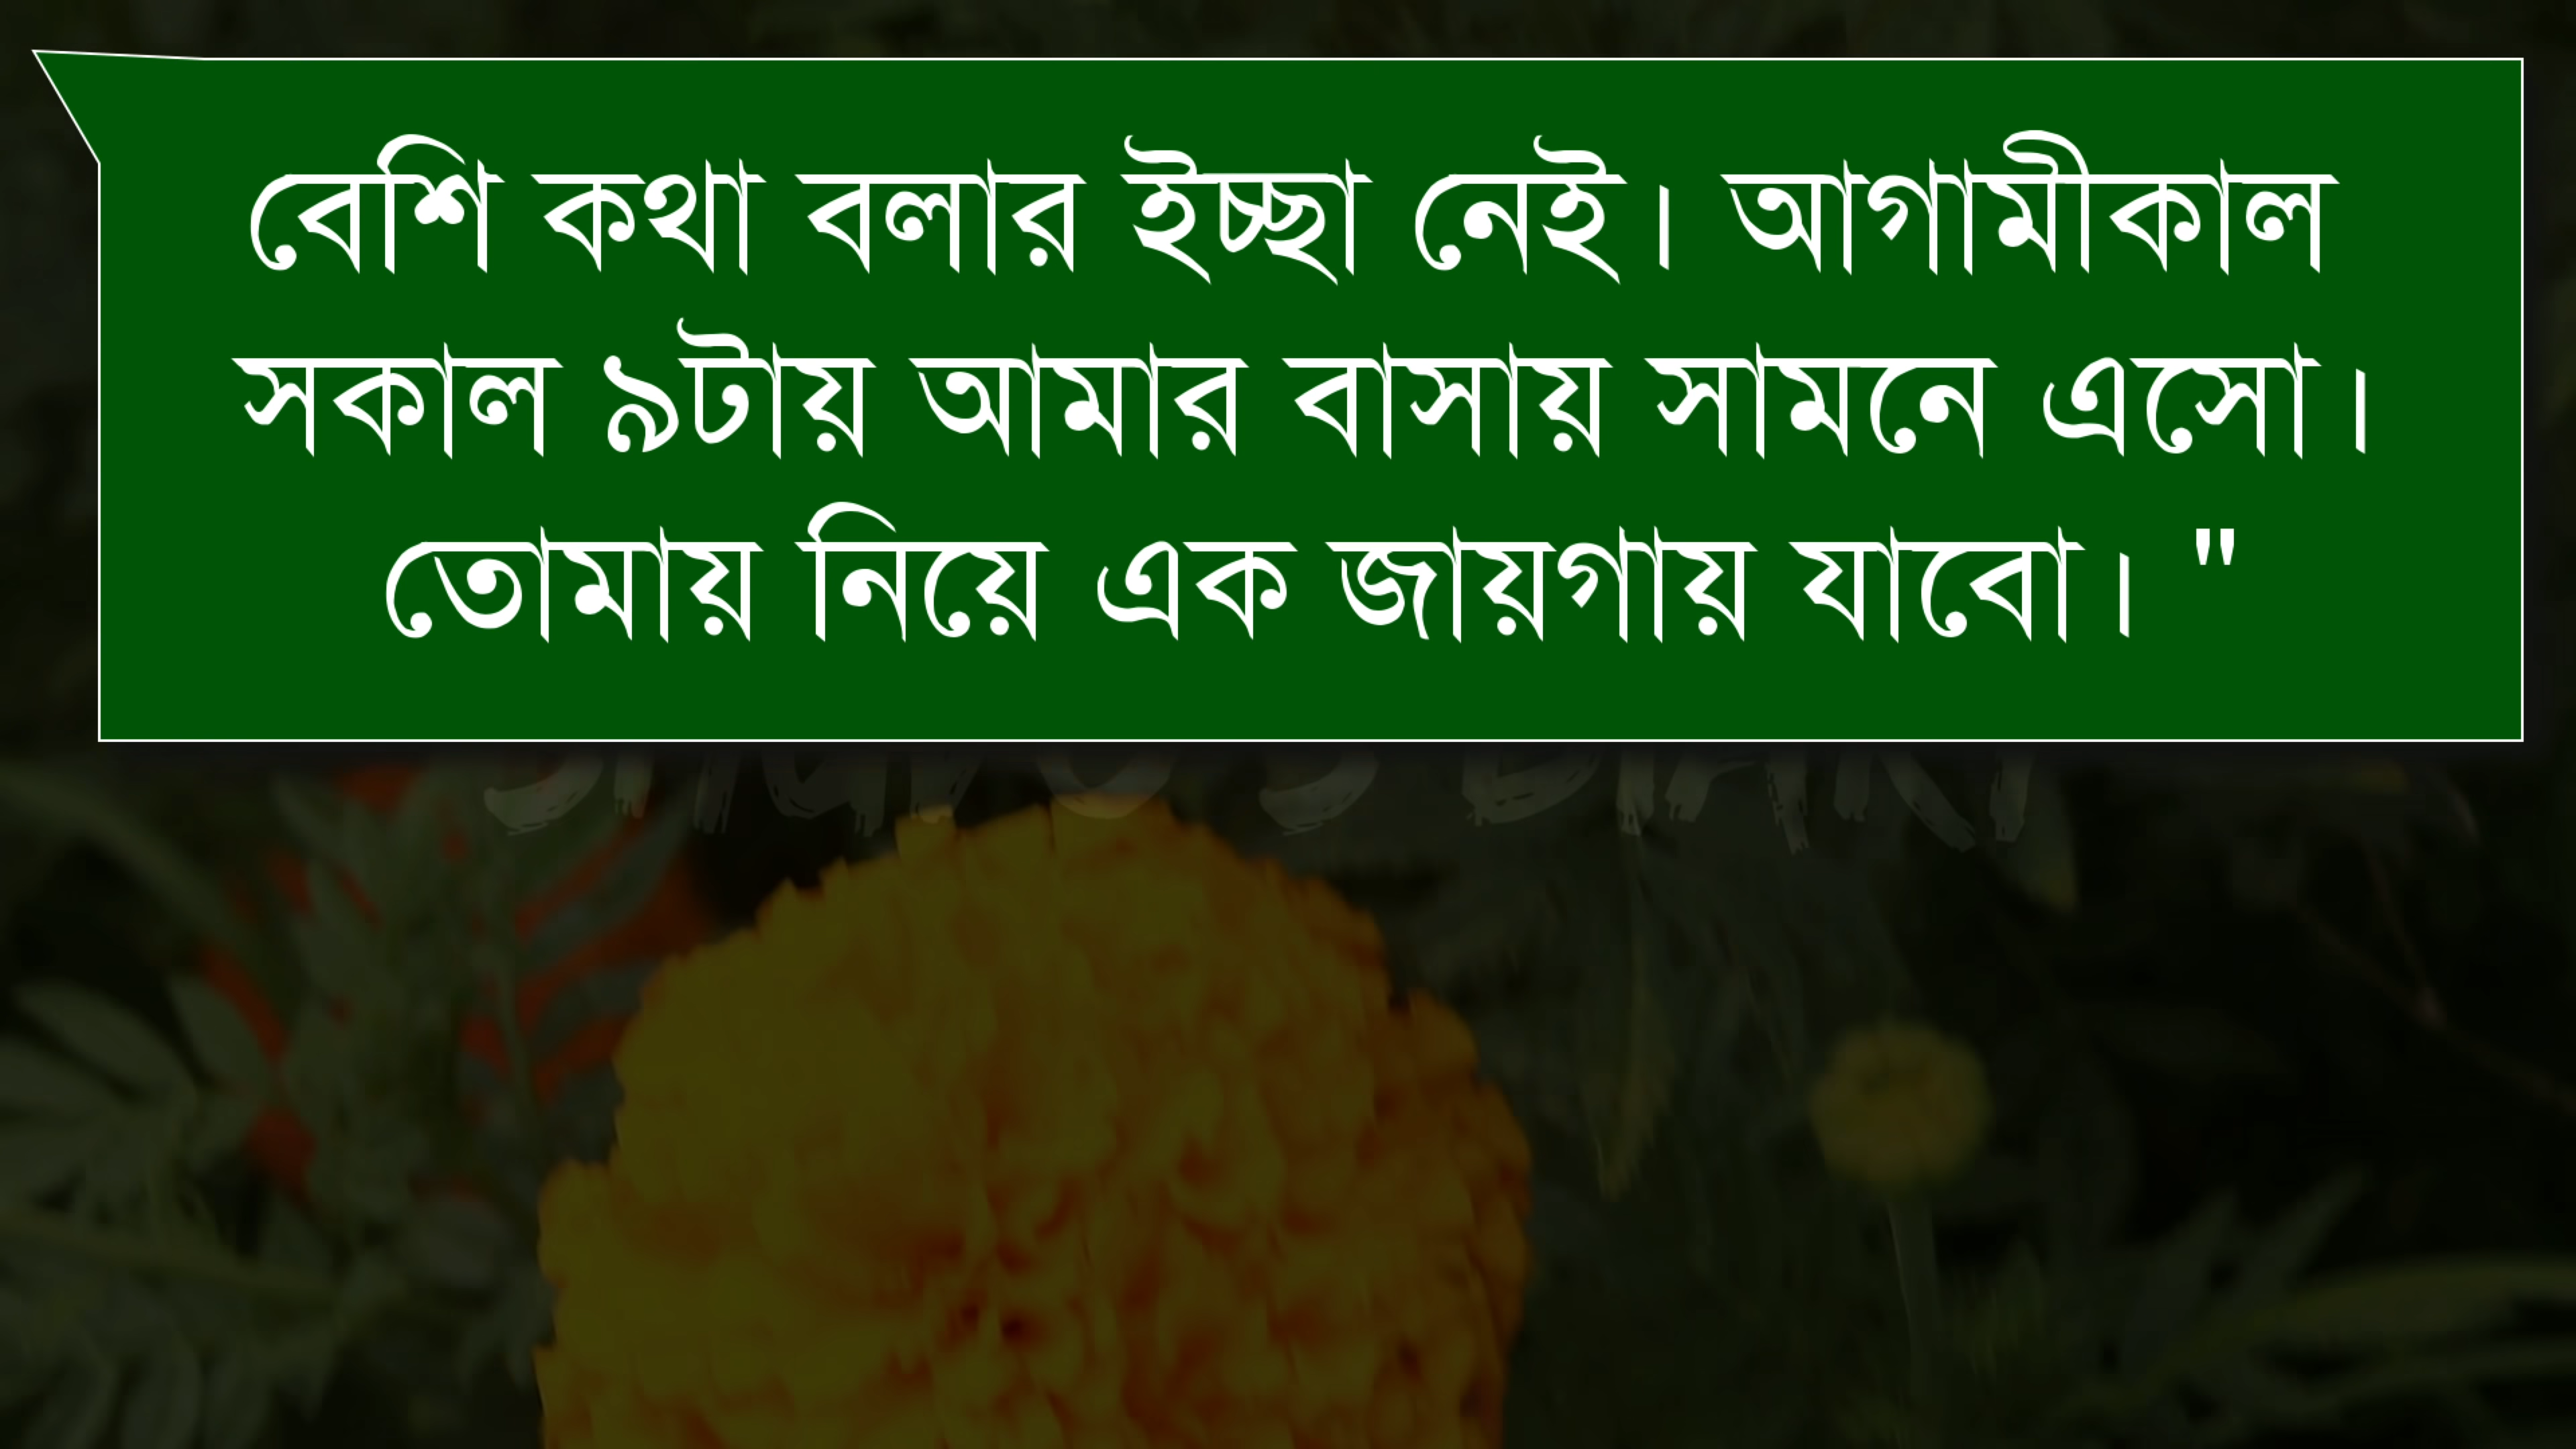 বেশি কথা বলার ইচ্ছা নেই। আগামীকাল
সকাল ৯টায় আমার বাসায় সামনে এসো।
তোমায় নিয়ে এক জায়গায় যাবো। "